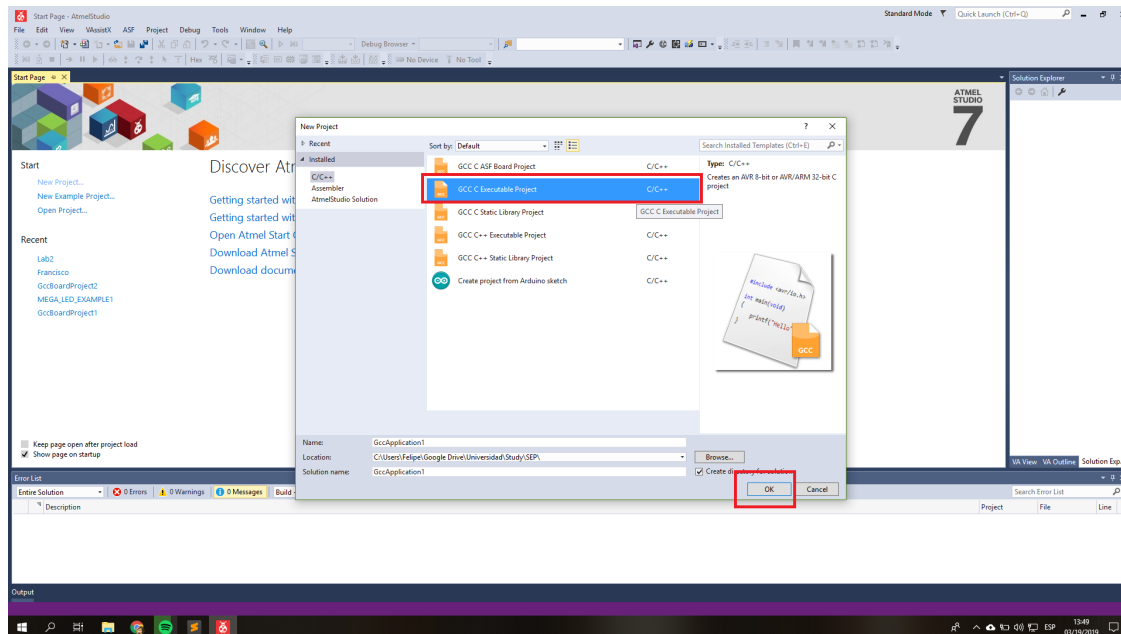 Start Page - AtmelStudio
Standard Mode
Quick Launch (Ctrl+Q)
File Edit View VAssistX ASF Project Debug Tools Window Help
Debug Browser
Hex
No Device
No Tool
Start Page
Solution Explorer
ATMEL
STUDIO
7
Start
New Project...
New Example Project...
Open Project...
Recent
Lab2
Francisco
GccBoardProject2
MEGA_LED_EXAMPLE1
GccBoardProject1
Discover Atm
Getting started wit
Getting started wit
Open Atmel Start
Download Atmel S
Download docum
Keep page open after project load
Show page on startup
New Project
? X
Recent
Installed
C/C++
Assembler
AtmelStudio Solution
Sort by: Default
Search Installed Templates (Ctrl+E)
GCC C ASF Board Project C/C++
GCC C Executable Project C/C++
GCC C Static Library Project
GCC C Executable Project
GCC C++ Executable Project C/C++
GCC C++ Static Library Project C/C++
Create project from Arduino sketch C/C++
Type: C/C++
Creates an AVR 8-bit or AVR/ARM 32-bit C
project
#include <avr/io.h>
int main(void)
{
printf("Hello"
}
GCC
Name: GccApplication1
Location: C:\Users\Felipe\Google Drive\Universidad\Study\SEP\
Browse...
Solution name: GccApplication1
Create directory for solution
OK Cancel
VA View VA Outline Solution Exp
Error List
Entire Solution 0 Errors 0 Warnings 0 Messages Build
Search Error List
Description Project File Line
Output
ESP
13:49
03/19/2019